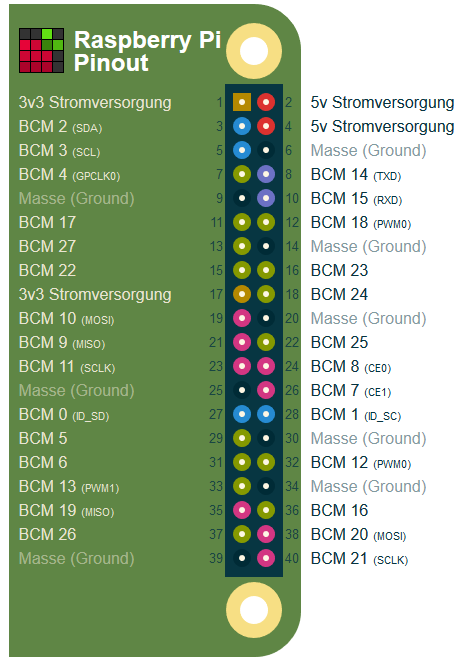 Raspberry Pi
Pinout
3v3 Stromversorgung 1 2 5v Stromversorgung
BCM 2 (SDA) 3 4 5v Stromversorgung
BCM 3 (SCL) 5 6 Masse (Ground)
BCM 4 (GPCLK0) 7 8 BCM 14 (TXD)
Masse (Ground) 9 10 BCM 15 (RXD)
BCM 17 11 12 BCM 18 (PWM0)
BCM 27 13 14 Masse (Ground)
BCM 22 15 16 BCM 23
3v3 Stromversorgung 17 18 BCM 24
BCM 10 (MOSI) 19 20 Masse (Ground)
BCM 9 (MISO) 21 22 BCM 25
BCM 11 (SCLK) 23 24 BCM 8 (CE0)
Masse (Ground) 25 26 BCM 7 (CE1)
BCM 0 (ID_SD) 27 28 BCM 1 (ID_SC)
BCM 5 29 30 Masse (Ground)
BCM 6 31 32 BCM 12 (PWM0)
BCM 13 (PWM1) 33 34 Masse (Ground)
BCM 19 (MISO) 35 36 BCM 16
BCM 26 37 38 BCM 20 (MOSI)
Masse (Ground) 39 40 BCM 21 (SCLK)